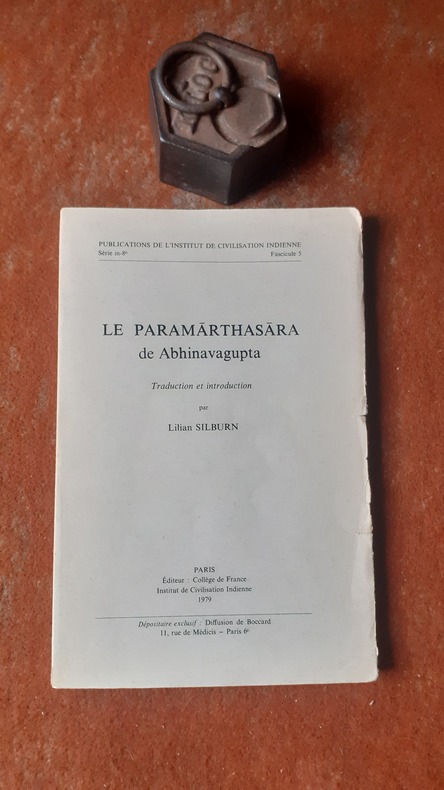 PUBLICATIONS DE L'INSTITUT DE CIVILISATION INDIENNE
Série in-8º Fascicule 5
LE PARAMĀRTHASĀRA
de Abhinavagupta
Traduction et introduction
par
Lilian SILBURN
PARIS
Éditeur : Collège de France
Institut de Civilisation Indienne
1979
Dépositaire exclusif : Diffusion de Boccard
11, rue de Médicis – Paris 6e